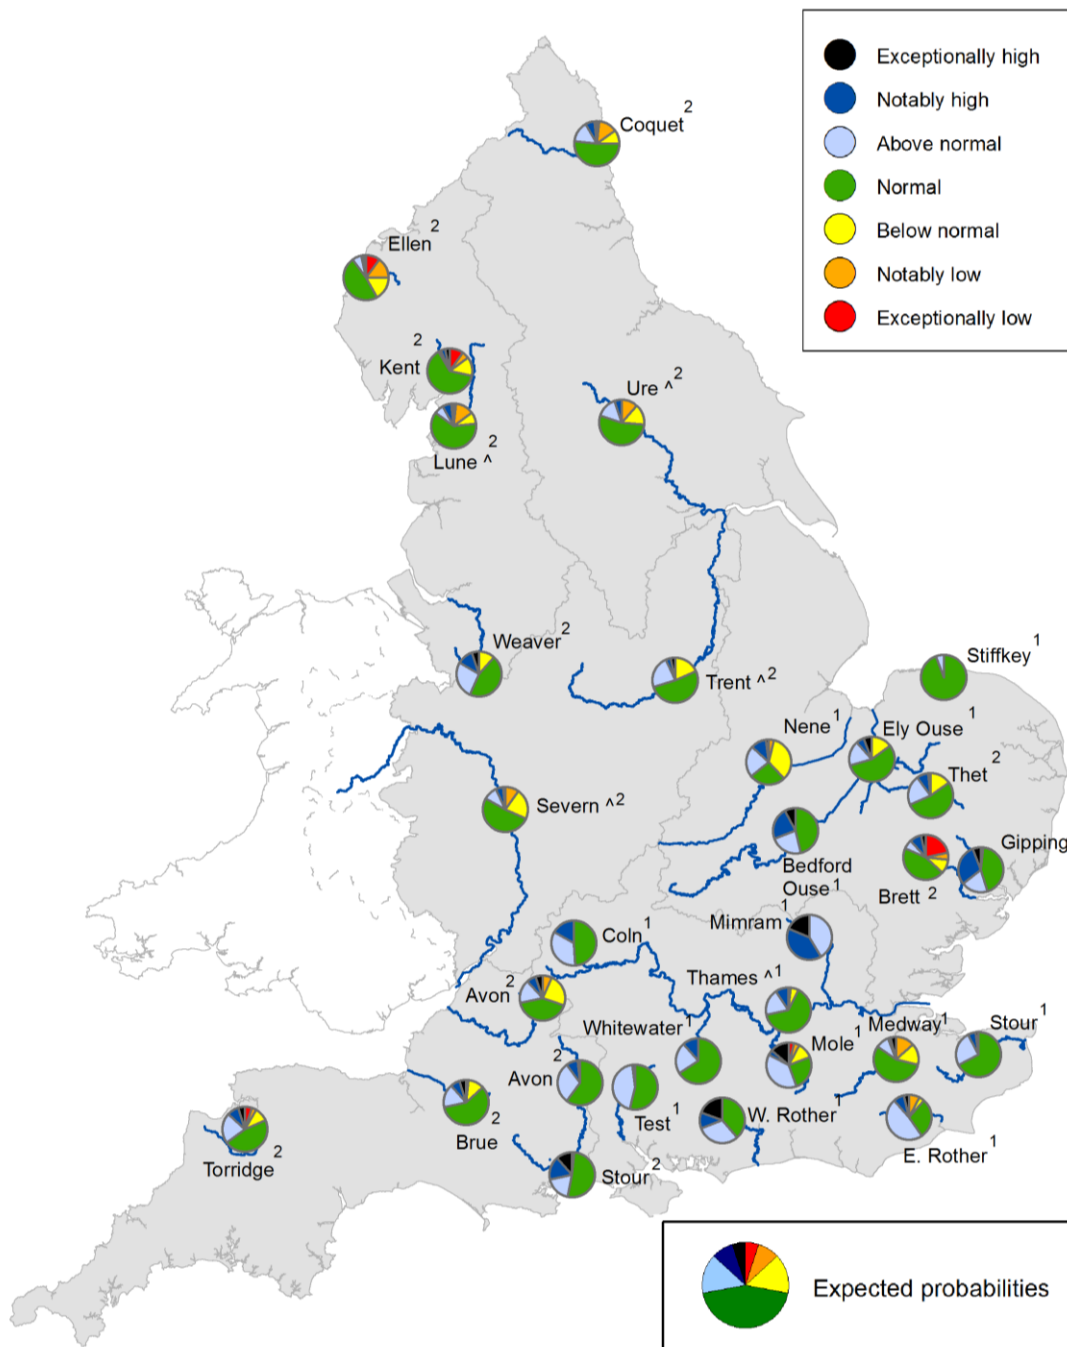 Exceptionally high
Notably high
Above normal
Normal
Below normal
Notably low
Exceptionally low
Coquet 2
Ellen 2
Kent 2
Ure ^ 2
Lune ^ 2
Weaver 2
Trent ^ 2
Stiffkey 1
Nene 1
Ely Ouse 1
Thet 2
Severn ^ 2
Bedford
Ouse 1
Gipping
Brett 2
Mimram 1
Coln 1
Thames ^ 1
Avon 2
Whitewater 1
Mole 1
Medway 1
Stour 1
Avon 2
Test 1
W. Rother 1
E. Rother 1
Brue 2
Torridge 2
Stour 2
Expected probabilities